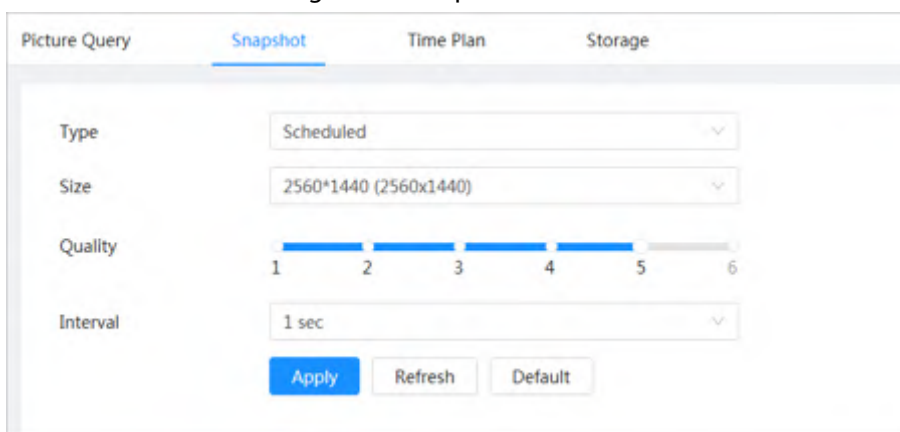 Picture Query Snapshot Time Plan Storage
Type Scheduled
Size 2560*1440 (2560x1440)
Quality
1 2 3 4 5 6
Interval 1 sec
Apply Refresh Default